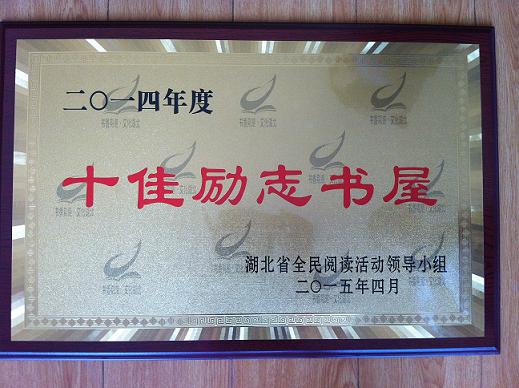 二〇一四年度
十佳励志书屋
湖北省全民阅读活动领导小组
二〇一五年四月